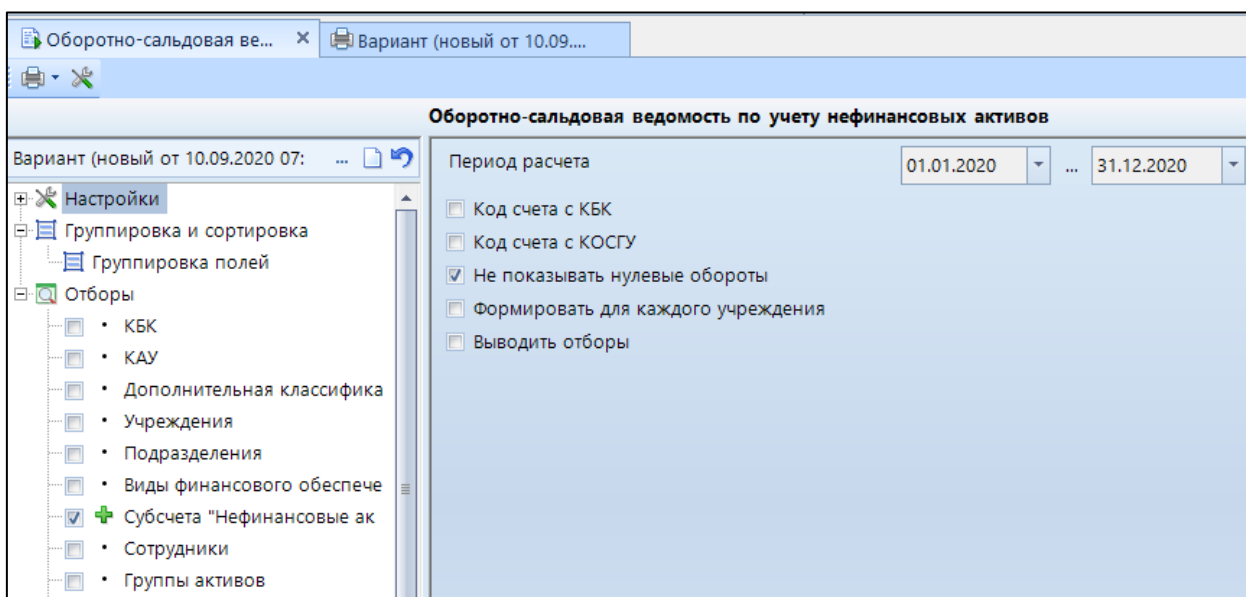 Оборотно-сальдовая ве...
Вариант (новый от 10.09....
Оборотно-сальдовая ведомость по учету нефинансовых активов
Вариант (новый от 10.09.2020 07: ...
Период расчета 01.01.2020 ... 31.12.2020
Настройки
Группировка и сортировка
Группировка полей
Отборы
КБК
КАУ
Дополнительная классифика
Учреждения
Подразделения
Виды финансового обеспече
Субсчета "Нефинансовые ак
Сотрудники
Группы активов
Код счета с КБК
Код счета с КОСГУ
Не показывать нулевые обороты
Формировать для каждого учреждения
Выводить отборы